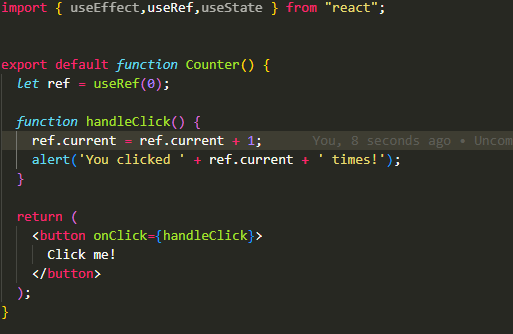 import { useEffect,useRef,useState } from "react";
export default function Counter() {
  let ref = useRef(0);
  function handleClick() {
    ref.current = ref.current + 1;        You, 8 seconds ago • Uncom
    alert('You clicked ' + ref.current + ' times!');
  }
  return (
    <button onClick={handleClick}>
      Click me!
    </button>
  );
}